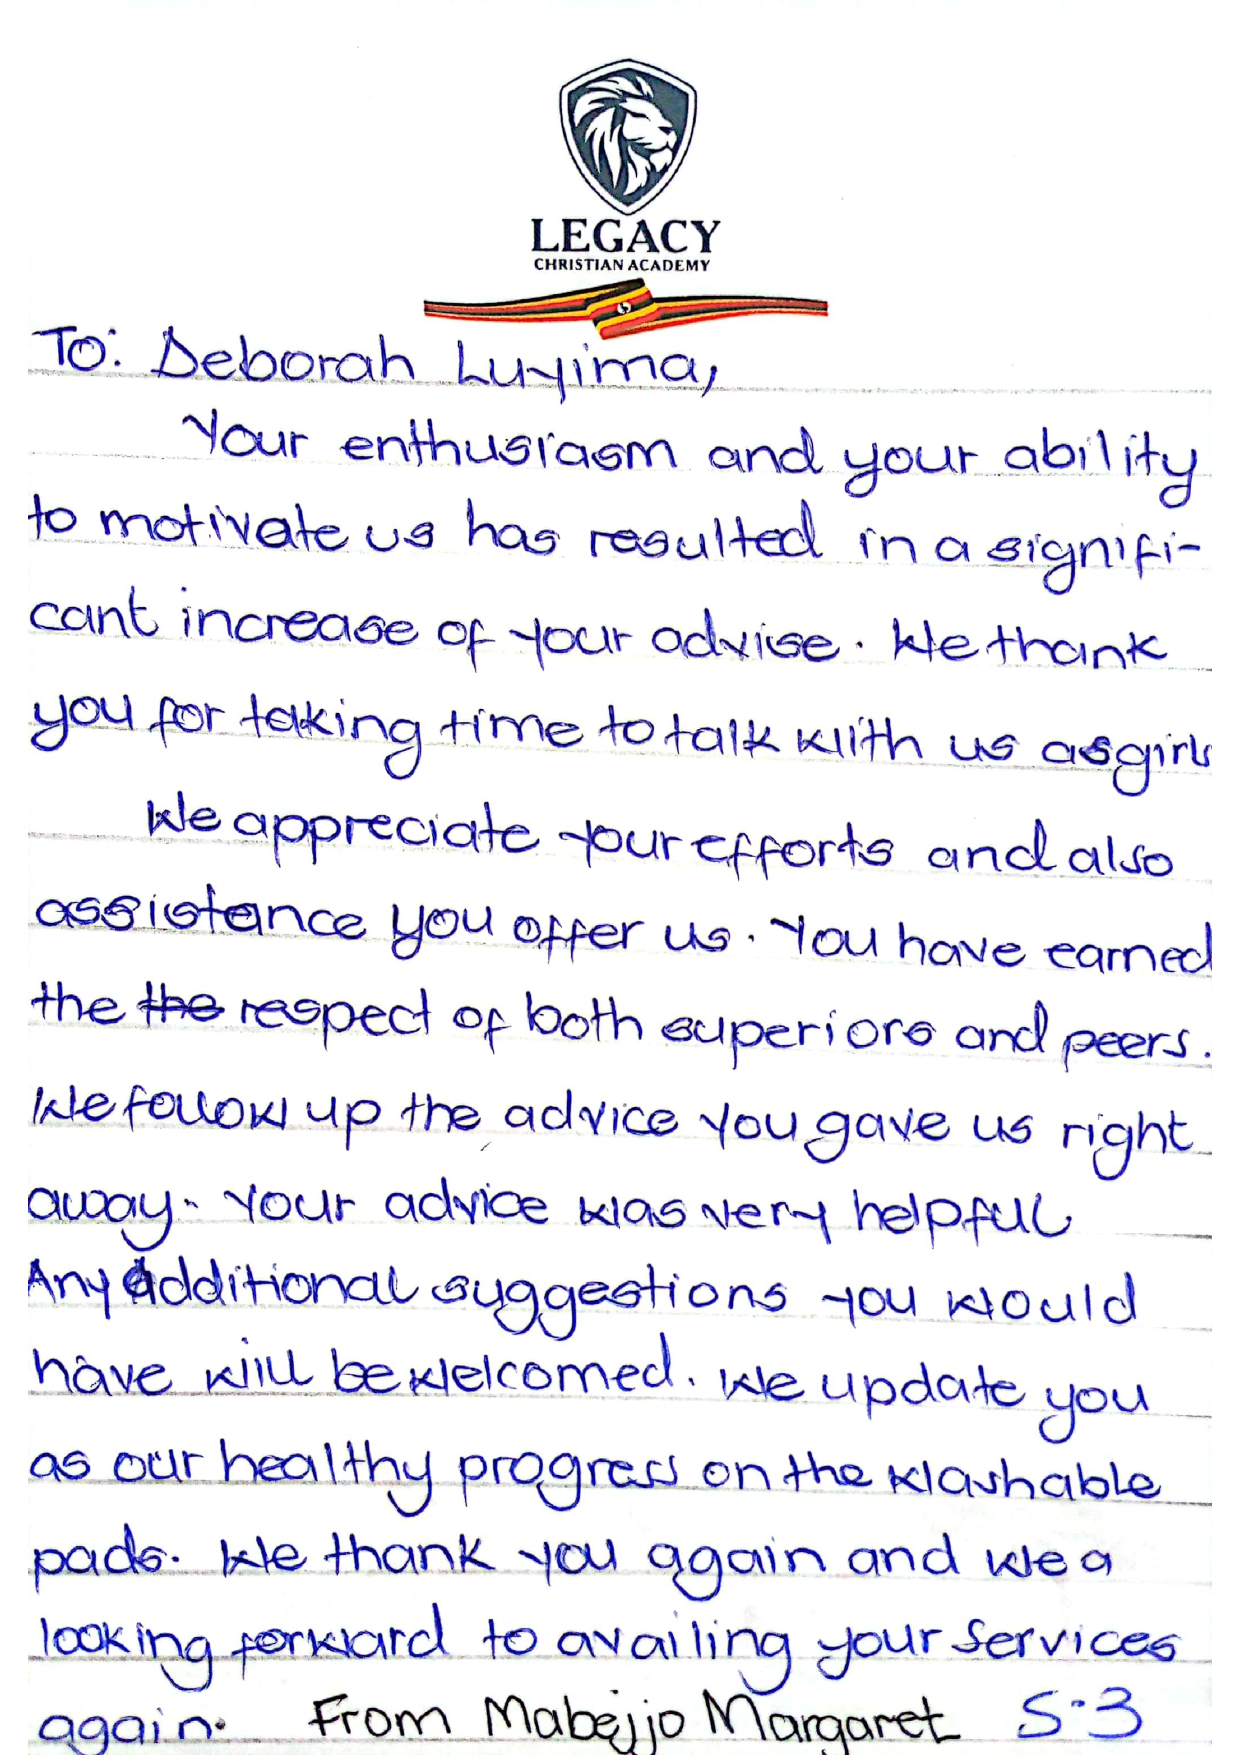 LEGACY
CHRISTIAN ACADEMY
To: Deborah Luyima,
Your enthusiasm and your ability
to motivate us has resulted in a signifi-
cant increase of your advise. We thank
you for taking time to talk with us as girls
We appreciate your efforts and also
assistance you offer us. You have earned
the the respect of both superiors and peers.
We follow up the advice you gave us right
away. Your advice was very helpful
Any additional suggestions you would
have will be welcomed. We update you
as our healthy progress on the washable
pads. We thank you again and we a
looking forward to availing your services
again. From Mabejjo Margaret S.3